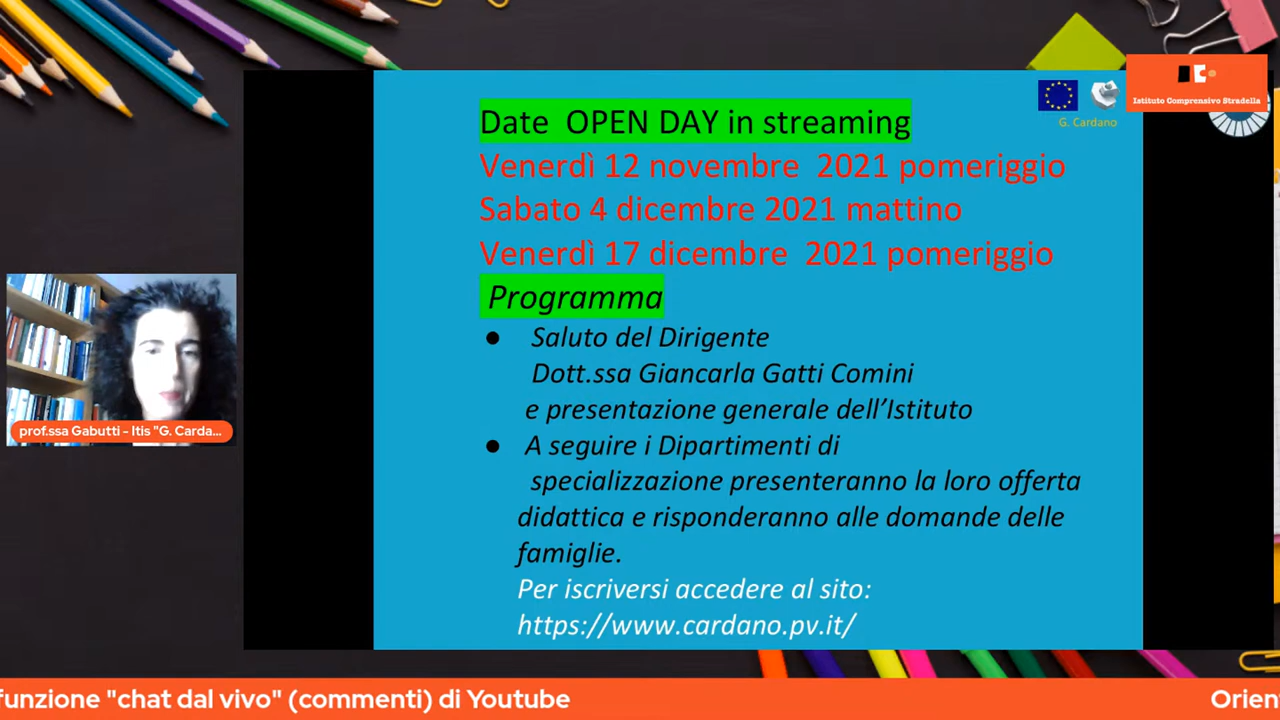 Date OPEN DAY in streaming
Venerdì 12 novembre 2021 pomeriggio
Sabato 4 dicembre 2021 mattino
Venerdì 17 dicembre 2021 pomeriggio
Programma
● Saluto del Dirigente
Dott.ssa Giancarla Gatti Comini
e presentazione generale dell’Istituto
● A seguire i Dipartimenti di
specializzazione presenteranno la loro offerta
didattica e risponderanno alle domande delle
famiglie.
Per iscriversi accedere al sito:
https://www.cardano.pv.it/
G. Cardano
Istituto Comprensivo Stradella
prof.ssa Gabutti - Itis "G. Carda...
funzione "chat dal vivo" (commenti) di Youtube
Orien